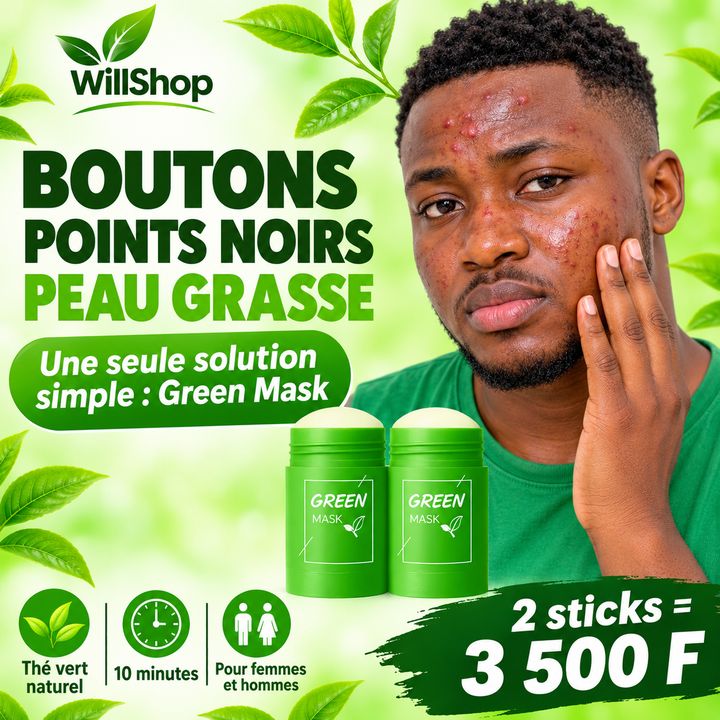 WillShop
BOUTONS
POINTS NOIRS
PEAU GRASSE
Une seule solution
simple : Green Mask
GREEN
MASK
GREEN
MASK
Thé vert
naturel
10 minutes
Pour femmes
et hommes
2 sticks =
3 500 F